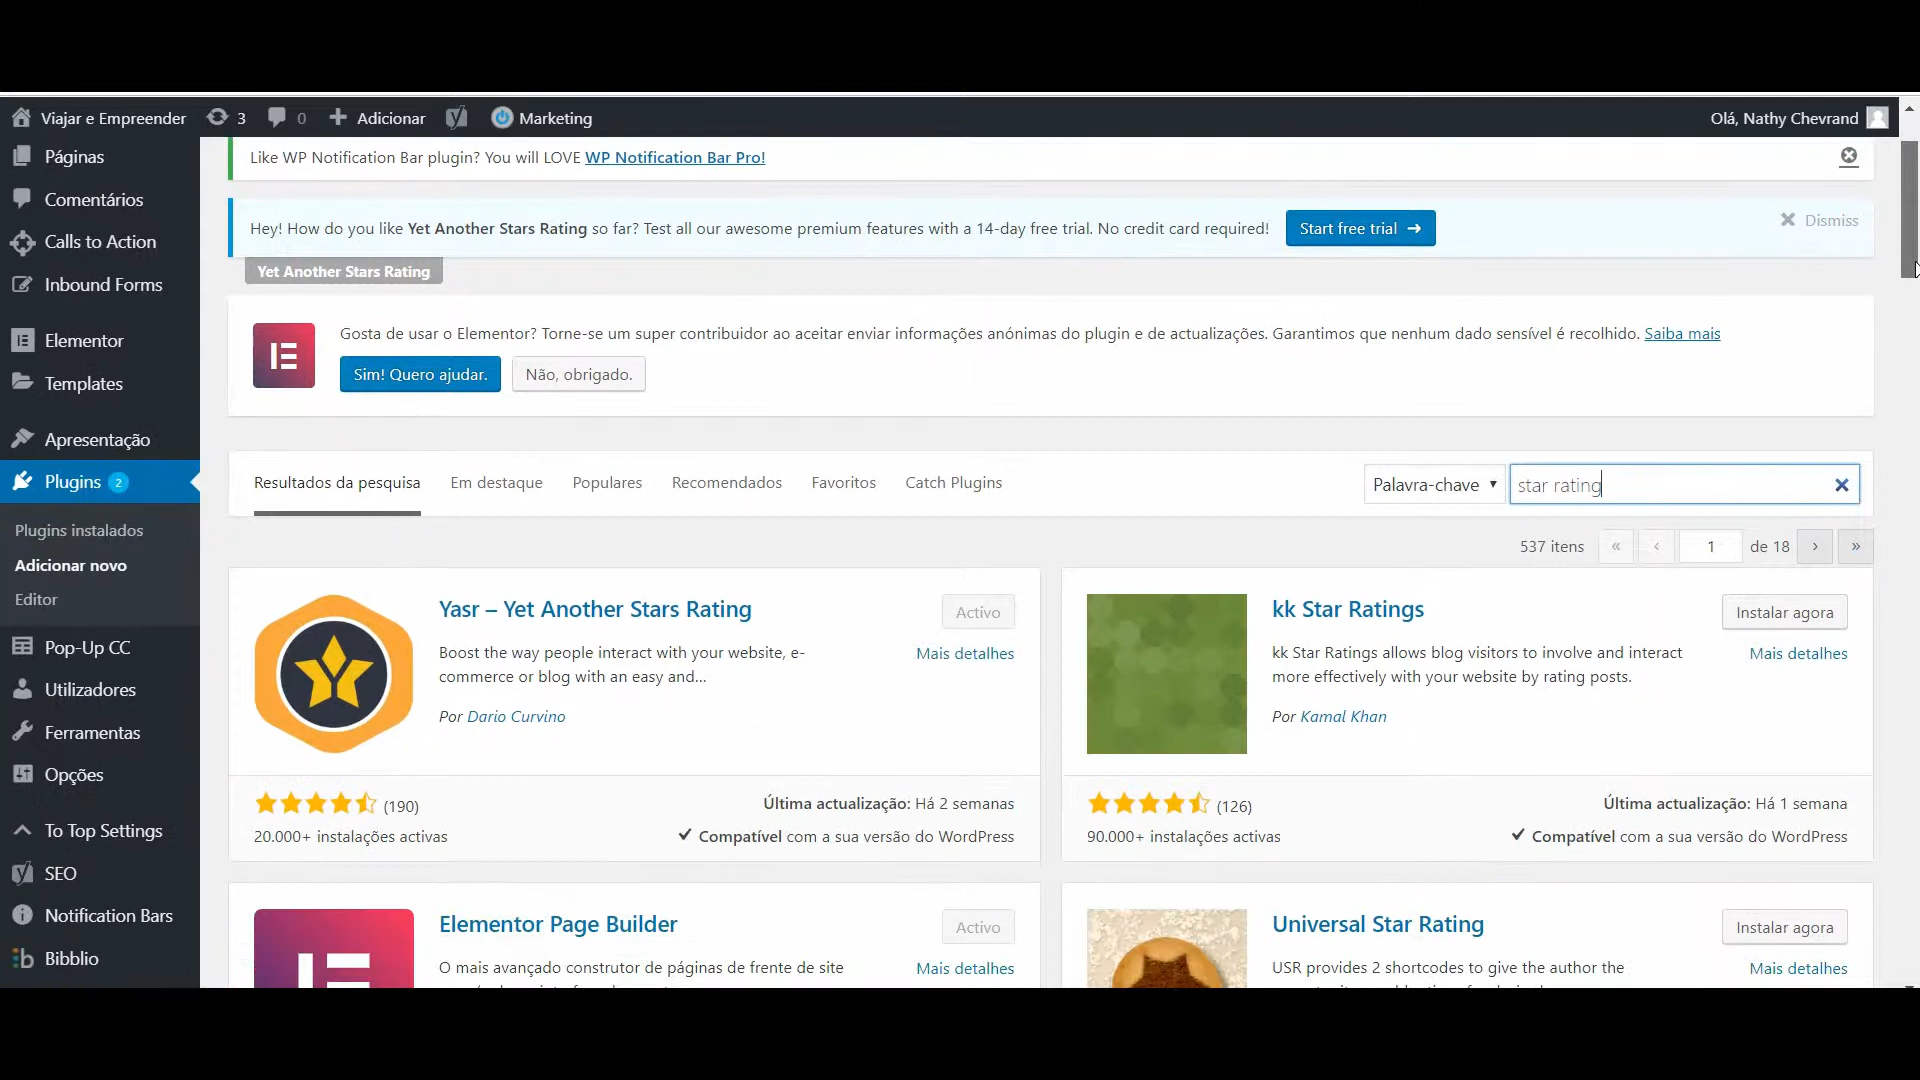 Viajar e Empreender 3 0 Adicionar Marketing Olá, Nathy Chevrand
Páginas
Comentários
Calls to Action
Inbound Forms
Elementor
Templates
Apresentação
Plugins 2
Plugins instalados
Adicionar novo
Editor
Pop-Up CC
Utilizadores
Ferramentas
Opções
To Top Settings
SEO
Notification Bars
Bibblio
Like WP Notification Bar plugin? You will LOVE WP Notification Bar Pro!
Hey! How do you like Yet Another Stars Rating so far? Test all our awesome premium features with a 14-day free trial. No credit card required! Start free trial → Dismiss
Yet Another Stars Rating
Gosta de usar o Elementor? Torne-se um super contribuidor ao aceitar enviar informações anónimas do plugin e de actualizações. Garantimos que nenhum dado sensível é recolhido. Saiba mais
Sim! Quero ajudar. Não, obrigado.
Resultados da pesquisa Em destaque Populares Recomendados Favoritos Catch Plugins Palavra-chave star rating
537 itens « ‹ 1 de 18 › »
Yasr – Yet Another Stars Rating Activo
Boost the way people interact with your website, e- Mais detalhes
commerce or blog with an easy and...
Por Dario Curvino
(190) Última actualização: Há 2 semanas
20.000+ instalações activas Compatível com a sua versão do WordPress
kk Star Ratings Instalar agora
kk Star Ratings allows blog visitors to involve and interact Mais detalhes
more effectively with your website by rating posts.
Por Kamal Khan
(126) Última actualização: Há 1 semana
90.000+ instalações activas Compatível com a sua versão do WordPress
Elementor Page Builder Activo
O mais avançado construtor de páginas de frente de site Mais detalhes
Universal Star Rating Instalar agora
USR provides 2 shortcodes to give the author the Mais detalhes